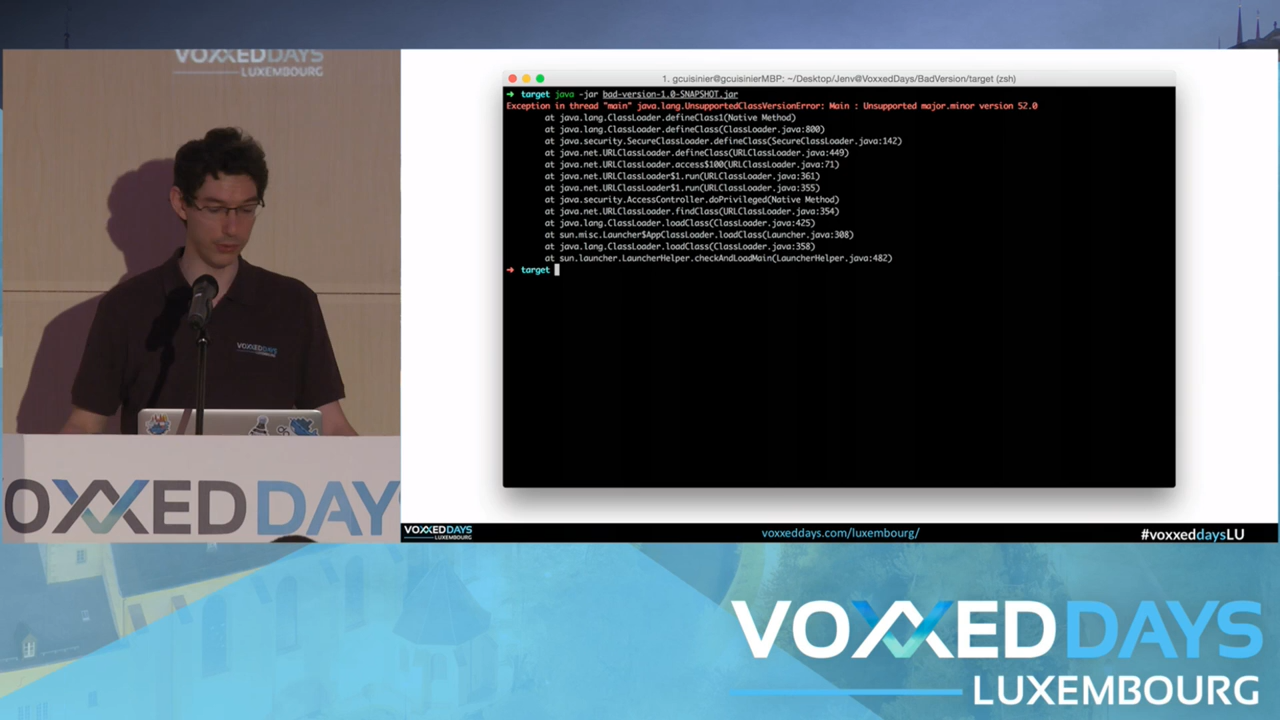 VOXXEDDAYS
LUXEMBOURG
VOXXEDDAYS
VOXXED DAYS
1. gcuisinier@gcuisinierMBP: ~/Desktop/Jenv@VoxxedDays/BadVersion/target (zsh)
➜ target java -jar bad-version-1.0-SNAPSHOT.jar
Exception in thread "main" java.lang.UnsupportedClassVersionError: Main : Unsupported major.minor version 52.0
at java.lang.ClassLoader.defineClass1(Native Method)
at java.lang.ClassLoader.defineClass(ClassLoader.java:800)
at java.security.SecureClassLoader.defineClass(SecureClassLoader.java:142)
at java.net.URLClassLoader.defineClass(URLClassLoader.java:449)
at java.net.URLClassLoader.access$100(URLClassLoader.java:71)
at java.net.URLClassLoader$1.run(URLClassLoader.java:361)
at java.net.URLClassLoader$1.run(URLClassLoader.java:355)
at java.security.AccessController.doPrivileged(Native Method)
at java.net.URLClassLoader.findClass(URLClassLoader.java:354)
at java.lang.ClassLoader.loadClass(ClassLoader.java:425)
at sun.misc.Launcher$AppClassLoader.loadClass(Launcher.java:308)
at java.lang.ClassLoader.loadClass(ClassLoader.java:358)
at sun.launcher.LauncherHelper.checkAndLoadMain(LauncherHelper.java:482)
➜ target
VOXXEDDAYS
LUXEMBOURG
voxxeddays.com/luxembourg/
#voxxeddaysLU
VOXXEDDAYS
LUXEMBOURG